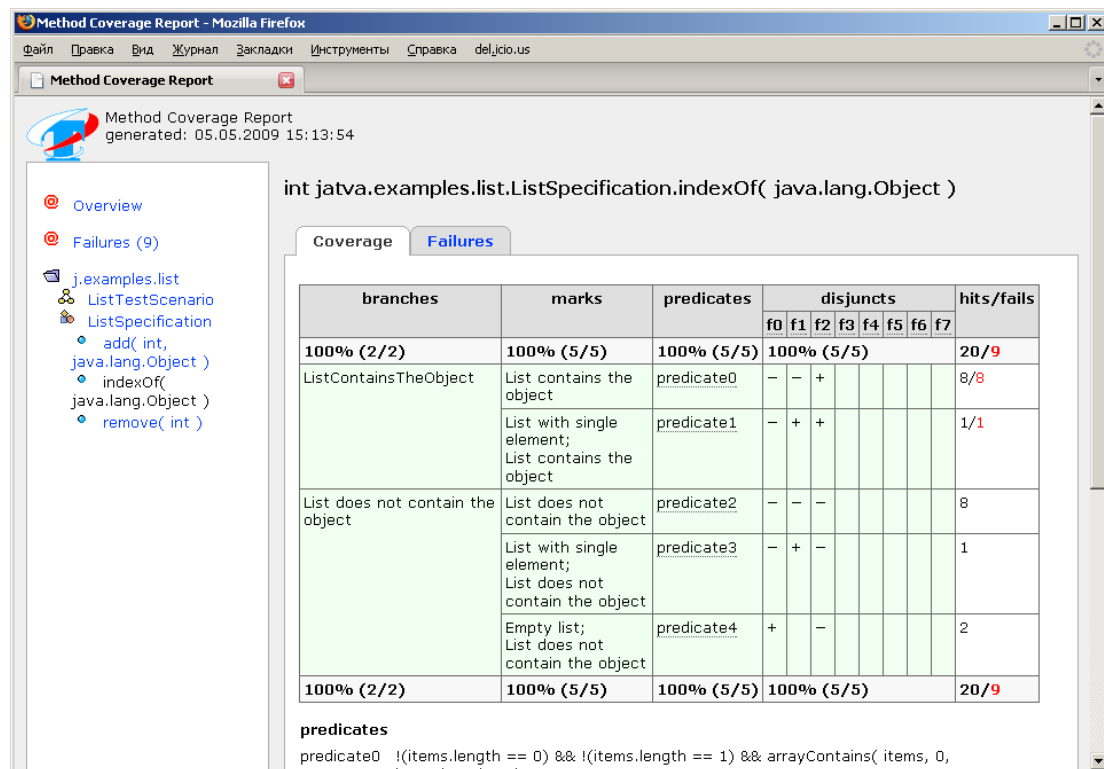 Method Coverage Report - Mozilla Firefox
Файл Правка Вид Журнал Закладки Инструменты Справка del.icio.us
Method Coverage Report
Method Coverage Report
generated: 05.05.2009 15:13:54
Overview
Failures (9)
j.examples.list
ListTestScenario
ListSpecification
add( int,
java.lang.Object )
indexOf(
java.lang.Object )
remove( int )
int jatva.examples.list.ListSpecification.indexOf( java.lang.Object )
Coverage Failures
branches marks predicates disjuncts hits/fails
f0 f1 f2 f3 f4 f5 f6 f7
100% (2/2) 100% (5/5) 100% (5/5) 100% (5/5) 20/9
ListContainsTheObject List contains the predicate0 − − + 8/8
object
List with single predicate1 − + + 1/1
element;
List contains the
object
List does not contain the List does not predicate2 − − − 8
object contain the object
List with single predicate3 − + − 1
element;
List does not
contain the object
Empty list; predicate4 + − 2
List does not
contain the object
100% (2/2) 100% (5/5) 100% (5/5) 100% (5/5) 20/9
predicates
predicate0 !(items.length == 0) && !(items.length == 1) && arrayContains( items, 0,